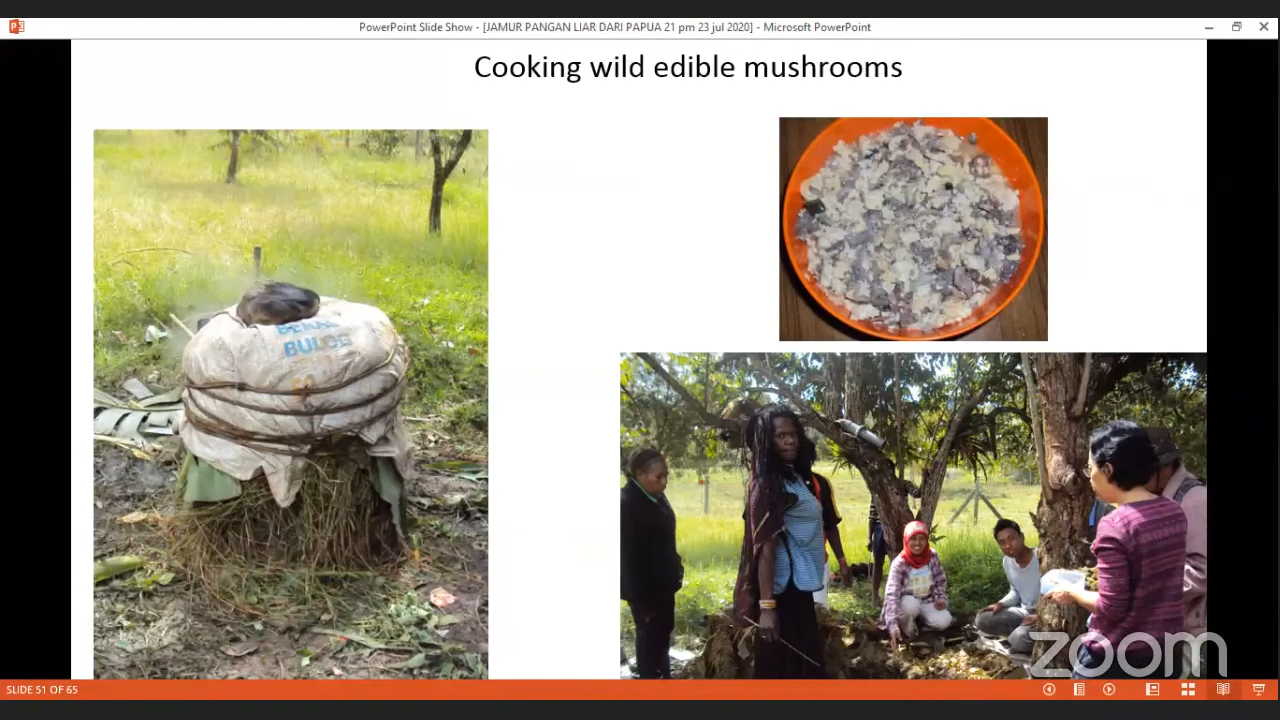 PowerPoint Slide Show - [JAMUR PANGAN LIAR DARI PAPUA 21 pm 23 jul 2020] - Microsoft PowerPoint
Cooking wild edible mushrooms
BULOG
zoom
SLIDE 51 OF 65